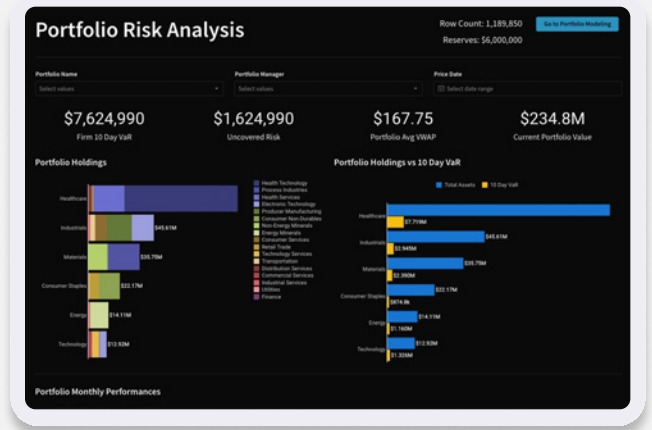 Portfolio Risk Analysis
Row Count: 1,189,850
Reserves: $6,000,000
Go to Portfolio Modeling
Portfolio Name
Select values
Portfolio Manager
Select values
Price Date
Select date range
$7,624,990
Firm 10 Day VaR
$1,624,990
Uncovered Risk
$167.75
Portfolio Avg VWAP
$234.8M
Current Portfolio Value
Portfolio Holdings
Healthcare
Industrials
$45.61M
Materials
$35.75M
Consumer Staples
$22.17M
Energy
$14.11M
Technology
$12.92M
Health Technology
Process Industries
Health Services
Electronic Technology
Producer Manufacturing
Consumer Non-Durables
Non-Energy Minerals
Energy Minerals
Consumer Services
Retail Trade
Technology Services
Transportation
Distribution Services
Commercial Services
Industrial Services
Utilities
Finance
Portfolio Holdings vs 10 Day VaR
Total Assets
10 Day VaR
Healthcare
$7.719M
Industrials
$45.61M
$2.945M
Materials
$35.75M
$2.390M
Consumer Staples
$22.17M
$874.8k
Energy
$14.11M
$1.160M
Technology
$12.92M
$1.326M
Portfolio Monthly Performances